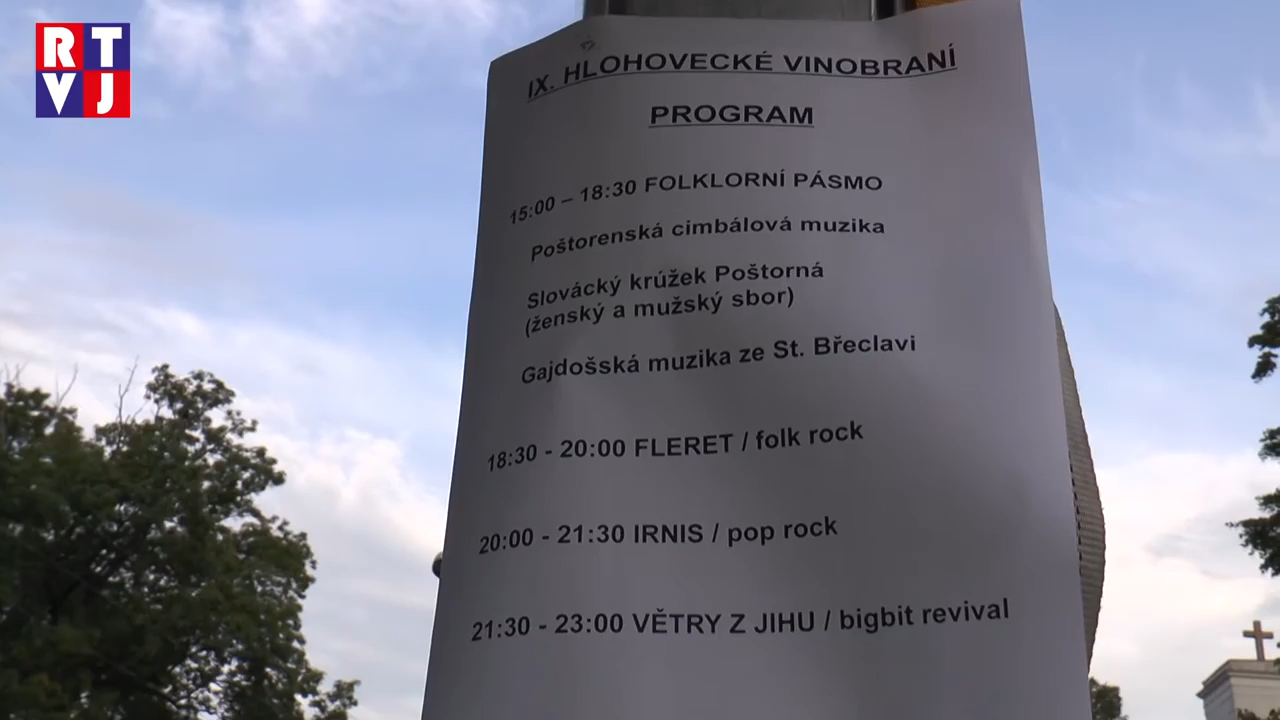 RT
VJ
IX. HLOHOVECKÉ VINOBRANÍ
PROGRAM
15:00 – 18:30 FOLKLORNÍ PÁSMO
Poštorenská cimbálová muzika
Slovácký krúžek Poštorná
(ženský a mužský sbor)
Gajdošská muzika ze St. Břeclavi
18:30 - 20:00 FLERET / folk rock
20:00 - 21:30 IRNIS / pop rock
21:30 - 23:00 VĚTRY Z JIHU / bigbit revival